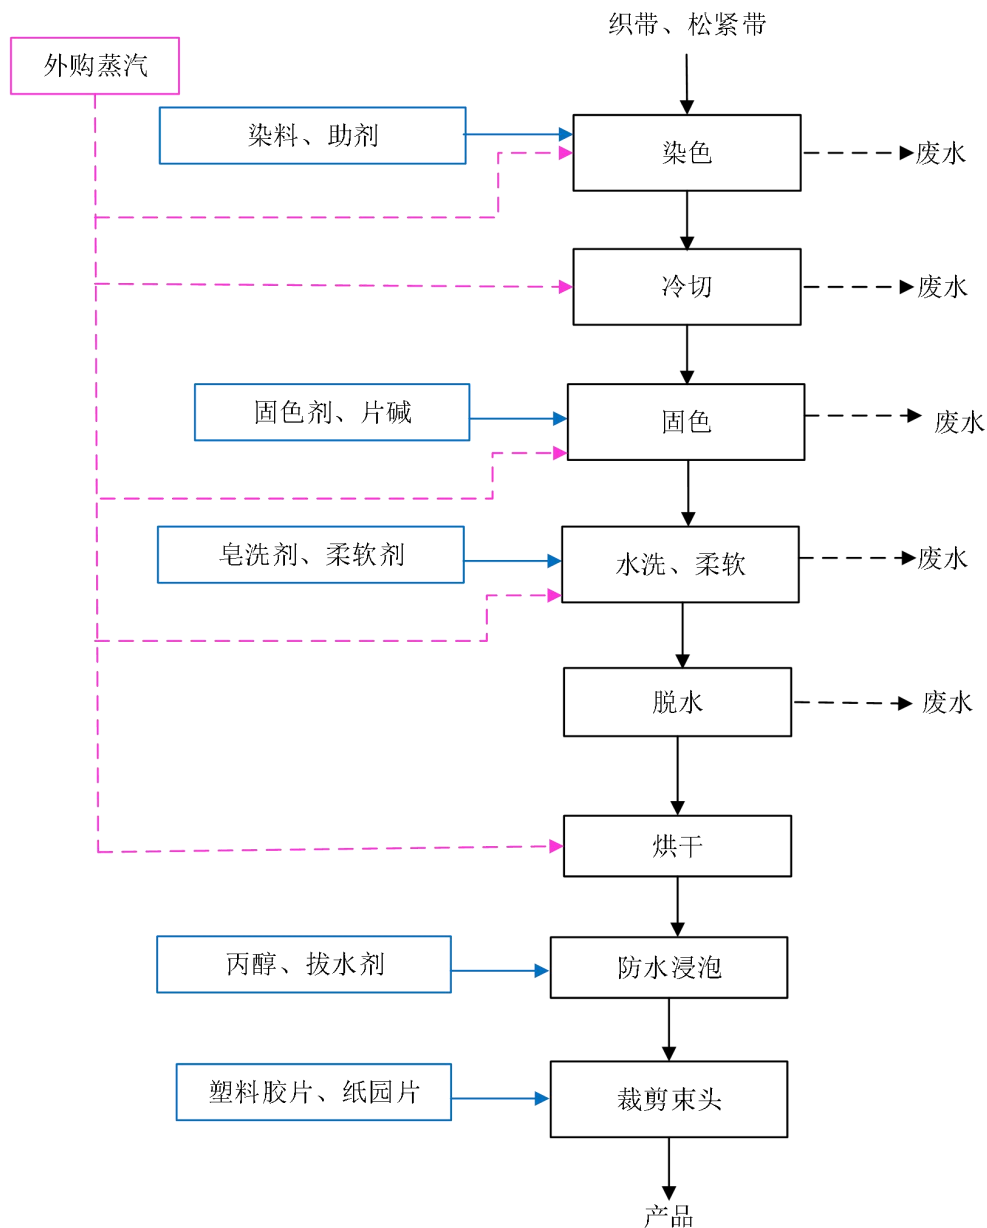 织带、松紧带
外购蒸汽
染料、助剂
染色
废水
冷切
废水
固色剂、片碱
固色
废水
皂洗剂、柔软剂
水洗、柔软
废水
脱水
废水
烘干
丙醇、拔水剂
防水浸泡
塑料胶片、纸园片
裁剪束头
产品